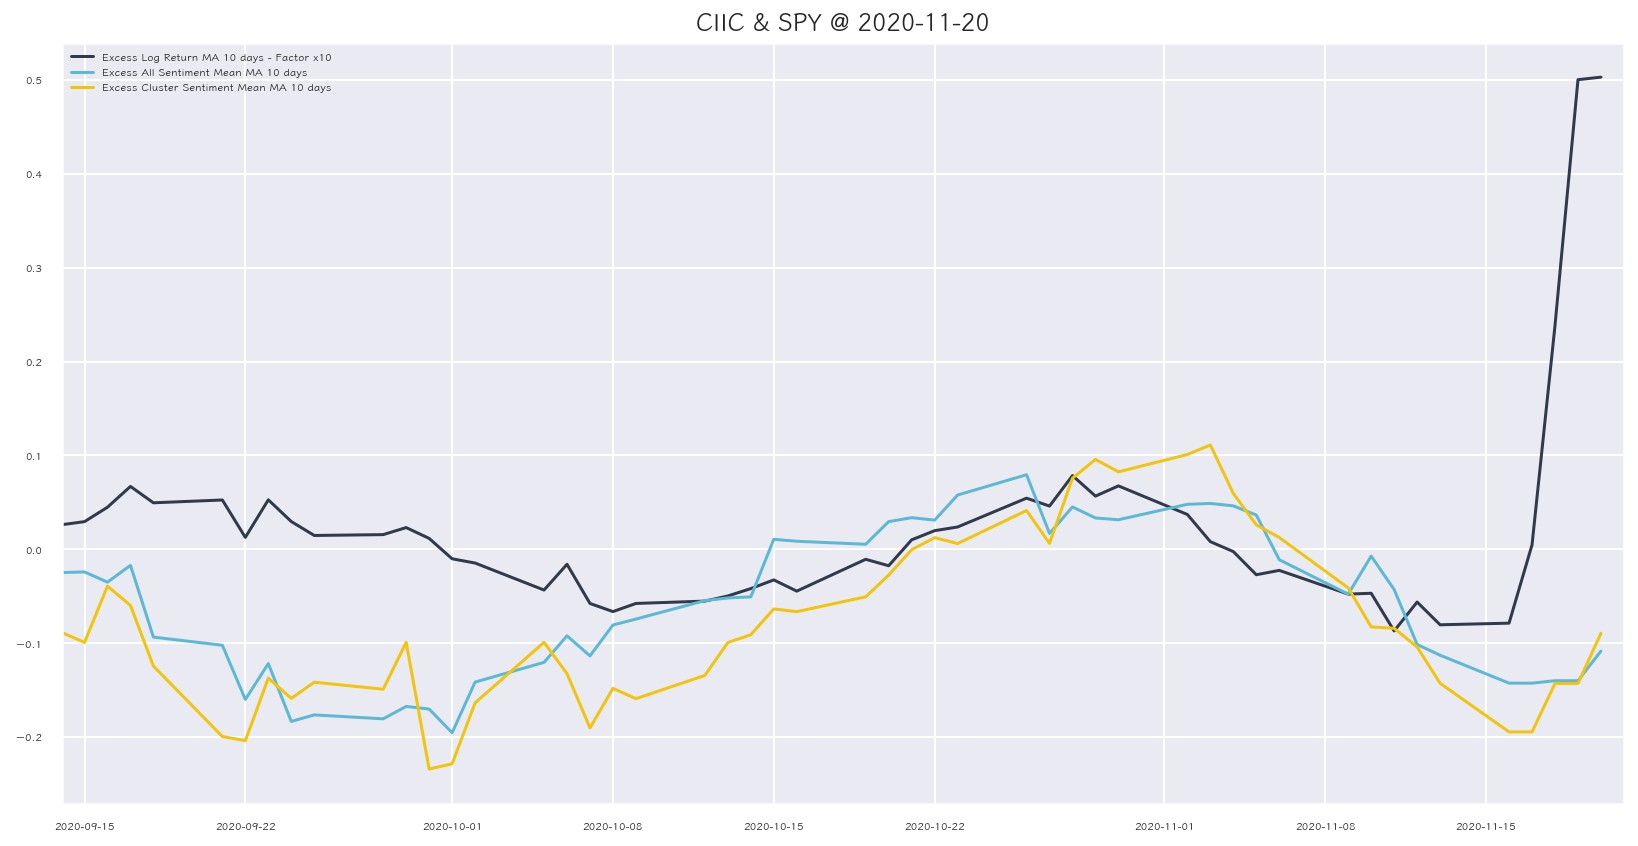 CIIC & SPY @ 2020-11-20
Excess Log Return MA 10 days - Factor x10
Excess All Sentiment Mean MA 10 days
Excess Cluster Sentiment Mean MA 10 days
0.5
0.4
0.3
0.2
0.1
0.0
−0.1
−0.2
2020-09-15 2020-09-22 2020-10-01 2020-10-08 2020-10-15 2020-10-22 2020-11-01 2020-11-08 2020-11-15